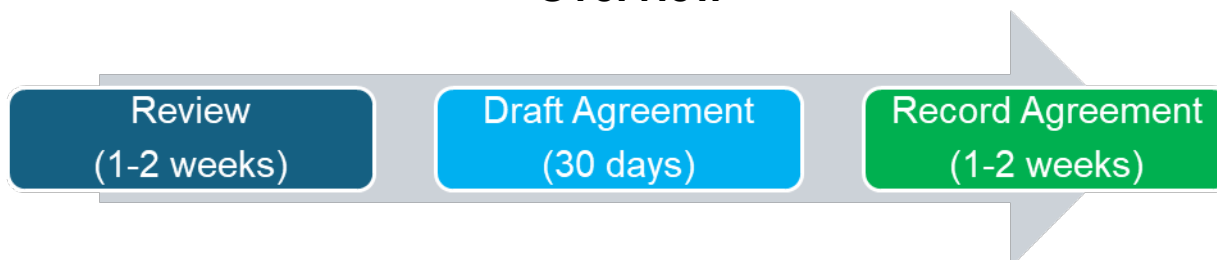 Review
(1-2 weeks)
Draft Agreement
(30 days)
Record Agreement
(1-2 weeks)